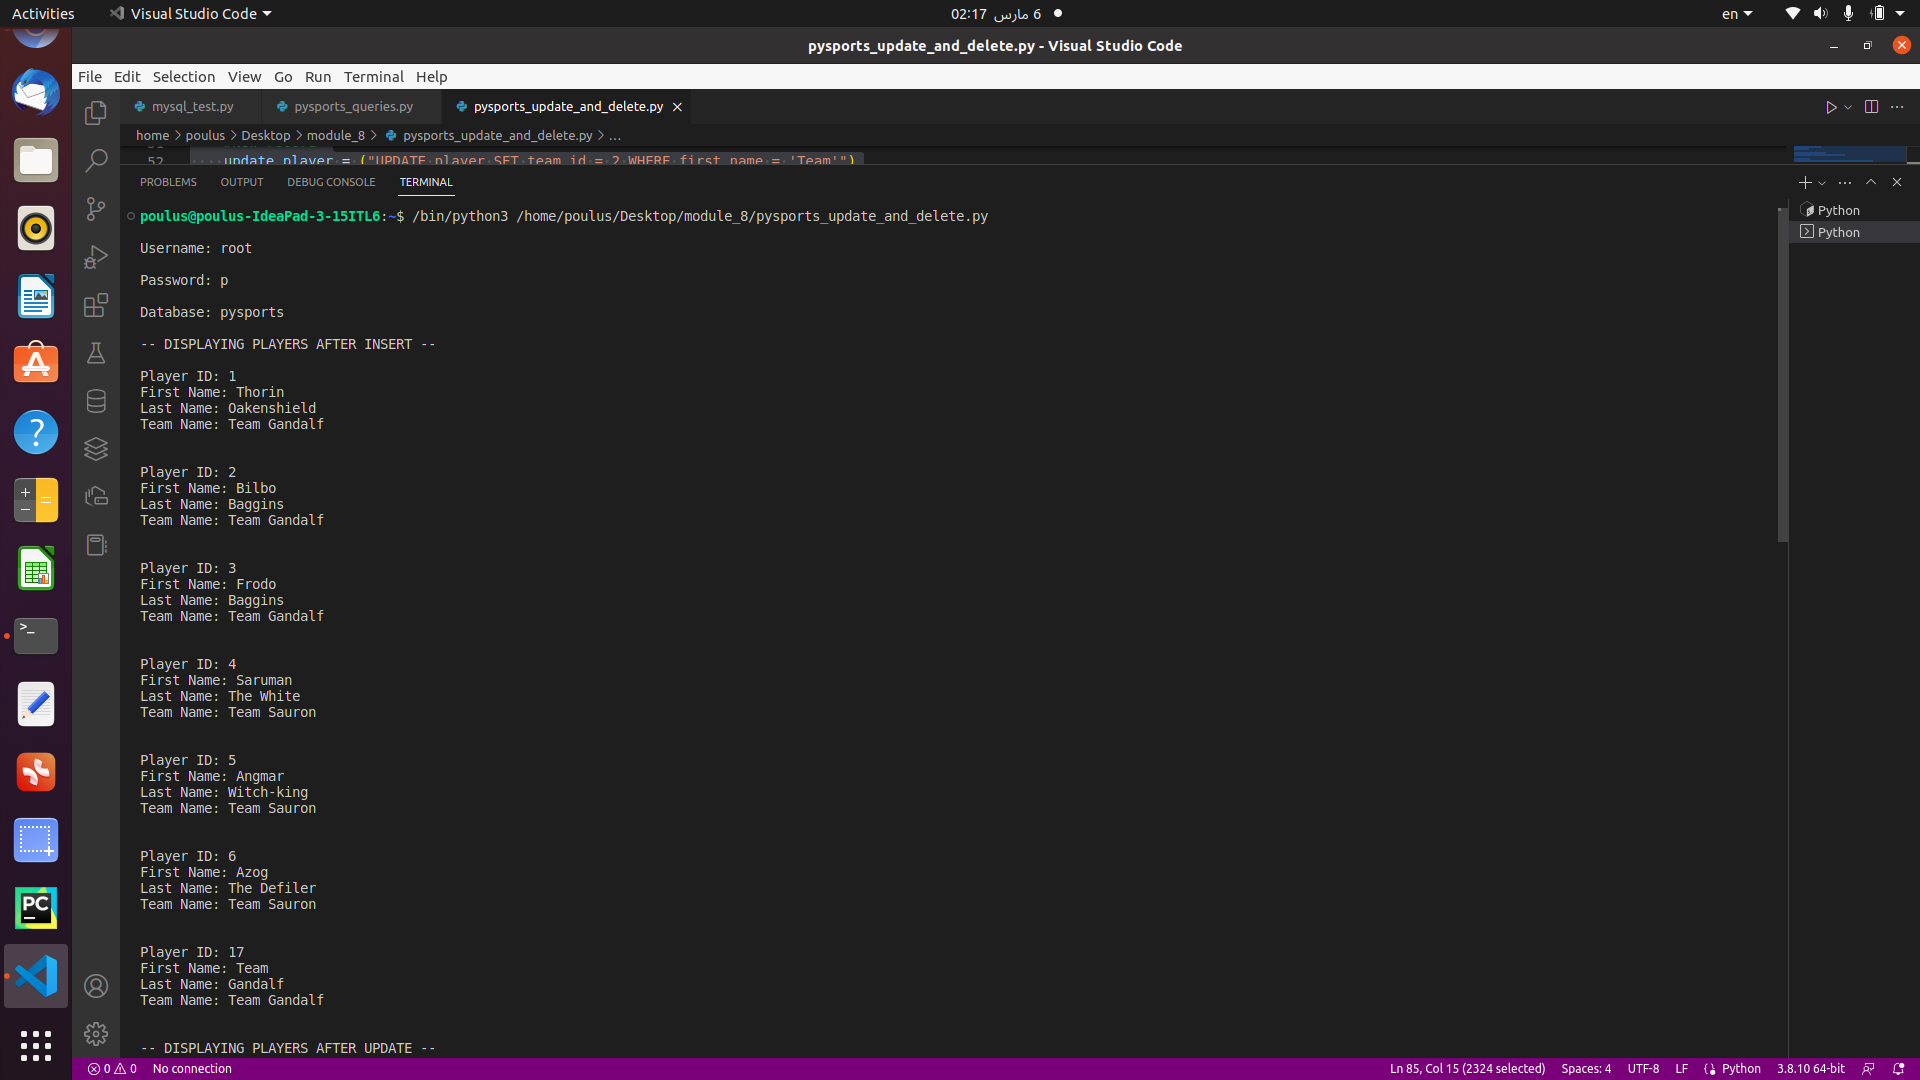 Activities
Visual Studio Code
6 مارس 02:17
en
pysports_update_and_delete.py - Visual Studio Code
File Edit Selection View Go Run Terminal Help
mysql_test.py
pysports_queries.py
pysports_update_and_delete.py
home > poulus > Desktop > module_8 > pysports_update_and_delete.py > ...
52 update_player = ("UPDATE player SET team_id = 2 WHERE first_name = 'Team'")
PROBLEMS OUTPUT DEBUG CONSOLE TERMINAL
Python
Python
poulus@poulus-IdeaPad-3-15ITL6:~$ /bin/python3 /home/poulus/Desktop/module_8/pysports_update_and_delete.py
Username: root
Password: p
Database: pysports
-- DISPLAYING PLAYERS AFTER INSERT --
Player ID: 1
First Name: Thorin
Last Name: Oakenshield
Team Name: Team Gandalf
Player ID: 2
First Name: Bilbo
Last Name: Baggins
Team Name: Team Gandalf
Player ID: 3
First Name: Frodo
Last Name: Baggins
Team Name: Team Gandalf
Player ID: 4
First Name: Saruman
Last Name: The White
Team Name: Team Sauron
Player ID: 5
First Name: Angmar
Last Name: Witch-king
Team Name: Team Sauron
Player ID: 6
First Name: Azog
Last Name: The Defiler
Team Name: Team Sauron
Player ID: 17
First Name: Team
Last Name: Gandalf
Team Name: Team Gandalf
-- DISPLAYING PLAYERS AFTER UPDATE --
PC
0 0 No connection
Ln 85, Col 15 (2324 selected) Spaces: 4 UTF-8 LF Python 3.8.10 64-bit